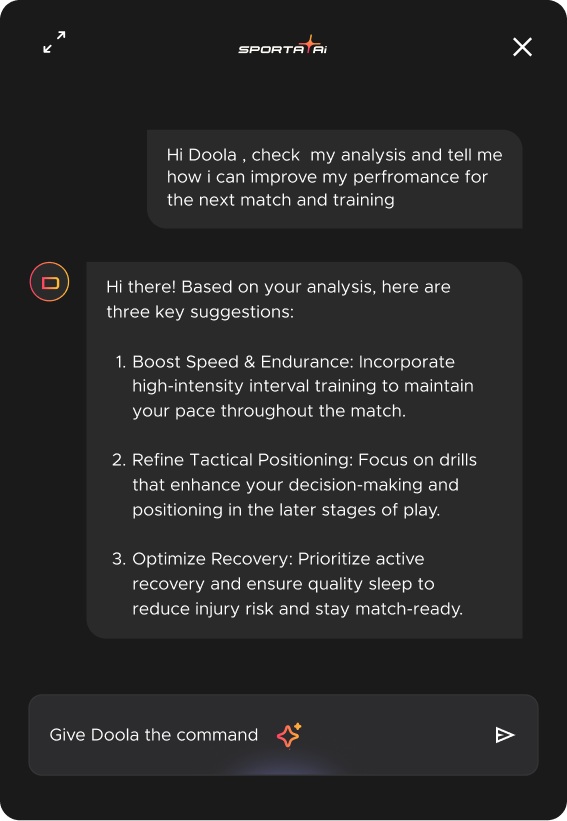 SPORTA Ai
Hi Doola , check my analysis and tell me
how i can improve my perfromance for
the next match and training
Hi there! Based on your analysis, here are
three key suggestions:
1. Boost Speed & Endurance: Incorporate
high-intensity interval training to maintain
your pace throughout the match.
2. Refine Tactical Positioning: Focus on drills
that enhance your decision-making and
positioning in the later stages of play.
3. Optimize Recovery: Prioritize active
recovery and ensure quality sleep to
reduce injury risk and stay match-ready.
Give Doola the command